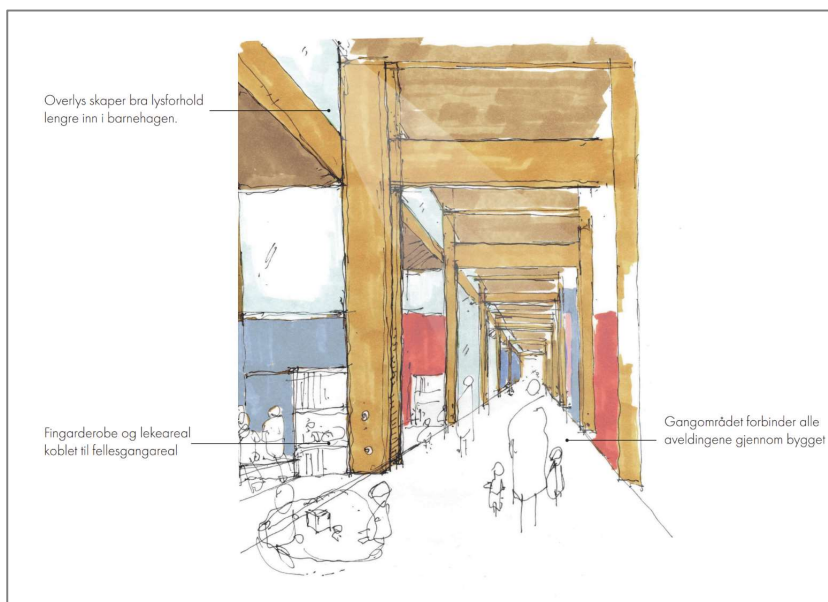 Overlys skaper bra lysforhold
lengre inn i barnehagen.
Fingarderobe og lekeareal
koblet til fellesgangareal
Gangområdet forbinder alle
aveldingene gjennom bygget